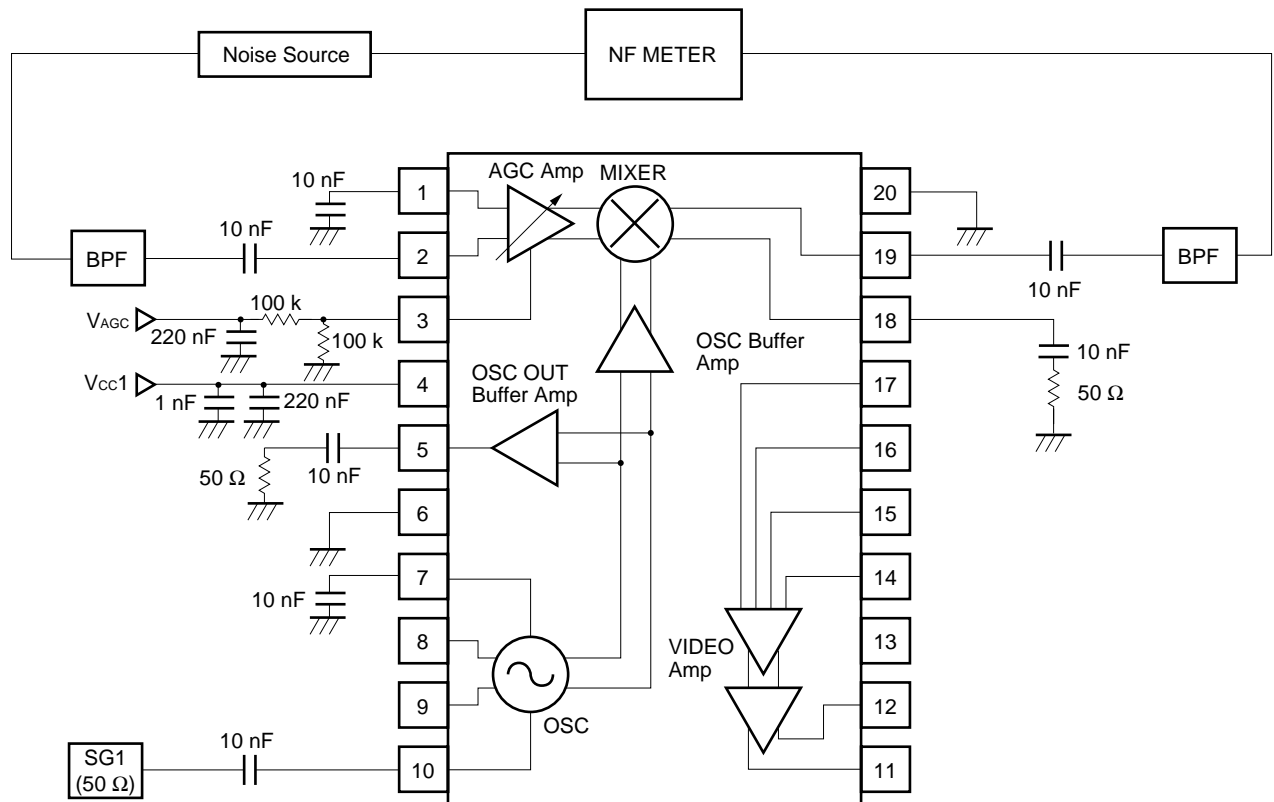 Noise Source
NF METER
AGC Amp
MIXER
10 nF
1
20
10 nF
2
19
BPF
BPF
10 nF
VAGC
100 k
3
18
220 nF
100 k
OSC Buffer
Amp
10 nF
50 Ω
VCC1
4
17
1 nF
220 nF
OSC OUT
Buffer Amp
5
16
50 Ω
10 nF
6
15
7
14
10 nF
8
13
VIDEO
Amp
9
12
OSC
10 nF
SG1
(50 Ω)
10
11